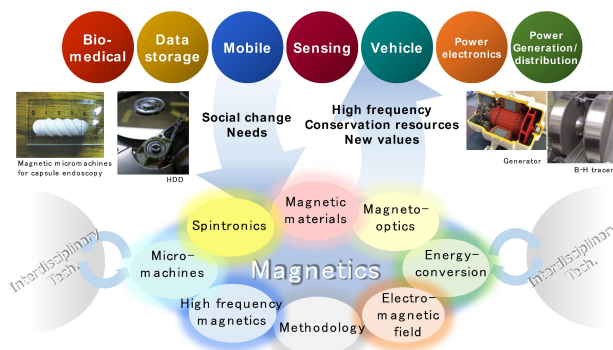 Bio-
medical
Data
storage
Mobile
Sensing
Vehicle
Power
electronics
Power
Generation/
distribution
Social change
Needs
High frequency
Conservation resources
New values
Magnetic micromachines
for capsule endoscopy
HDD
Generator
B-H tracer
Interdisciplinary
Tech.
Spintronics
Magnetic
materials
Magneto-
optics
Micro-
machines
Magnetics
Energy-
conversion
High frequency
magnetics
Methodology
Electro-
magnetic
field
Interdisciplinary
Tech.